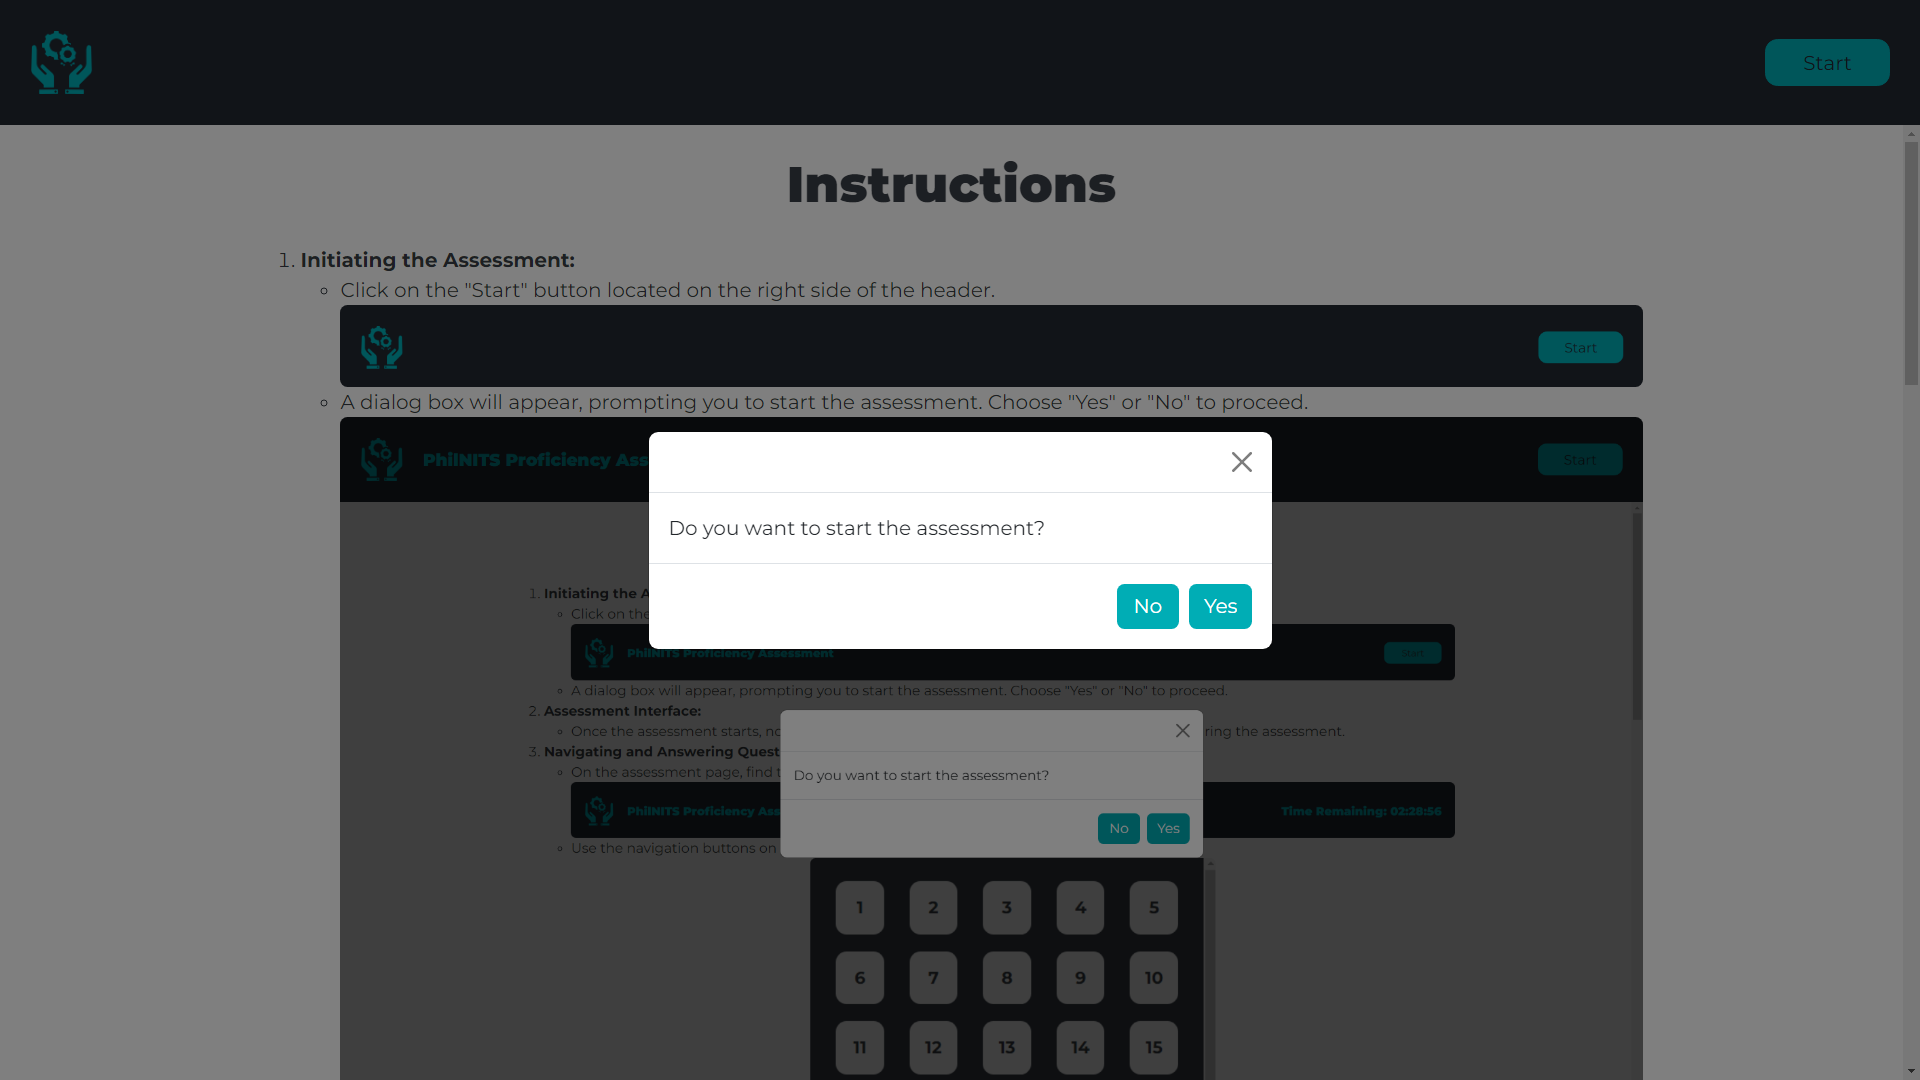 Start
Instructions
1. Initiating the Assessment:
Click on the "Start" button located on the right side of the header.
Start
A dialog box will appear, prompting you to start the assessment. Choose "Yes" or "No" to proceed.
PhilNITS Proficiency Ass
Start
Do you want to start the assessment?
No Yes
1. Initiating the A
Click on the
PhilNITS Proficiency Assessment
Start
A dialog box will appear, prompting you to start the assessment. Choose "Yes" or "No" to proceed.
2. Assessment Interface:
Once the assessment starts, no
ring the assessment.
3. Navigating and Answering Quest
On the assessment page, find t
Do you want to start the assessment?
PhilNITS Proficiency Ass
Time Remaining: 02:28:56
No Yes
Use the navigation buttons on
1 2 3 4 5
6 7 8 9 10
11 12 13 14 15